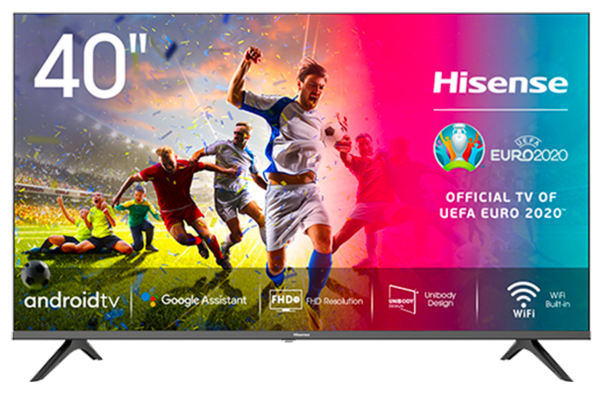 40"
Hisense
UEFA
EURO2020
OFFICIAL TV OF
UEFA EURO 2020™
androidtv
Google Assistant
FHD
FHD Resolution
UNIBODY
DESIGN
Unibody
Design
WiFi
WiFi
Built-in
Hisense